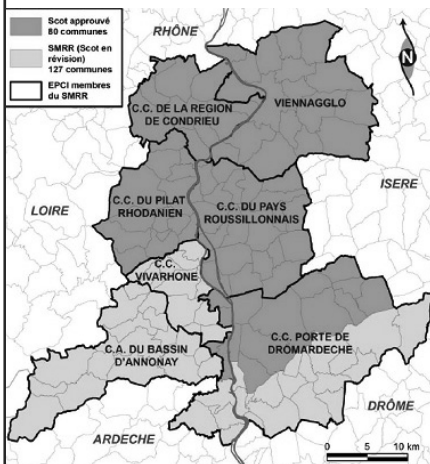 Scot approuvé
80 communes
SMRR (Scot en
révision)
127 communes
EPCI membres
du SMRR
RHÔNE
N
C.C. DE LA REGION
DE CONDRIEU
VIENNAGGLO
ISERE
LOIRE
C.C. DU PILAT
RHODANIEN
C.C. DU PAYS
ROUSSILLONNAIS
C.C.
VIVARHONE
C.A. DU BASSIN
D'ANNONAY
C.C. PORTE DE
DROMARDECHE
DRÔME
ARDECHE
0 5 10 km